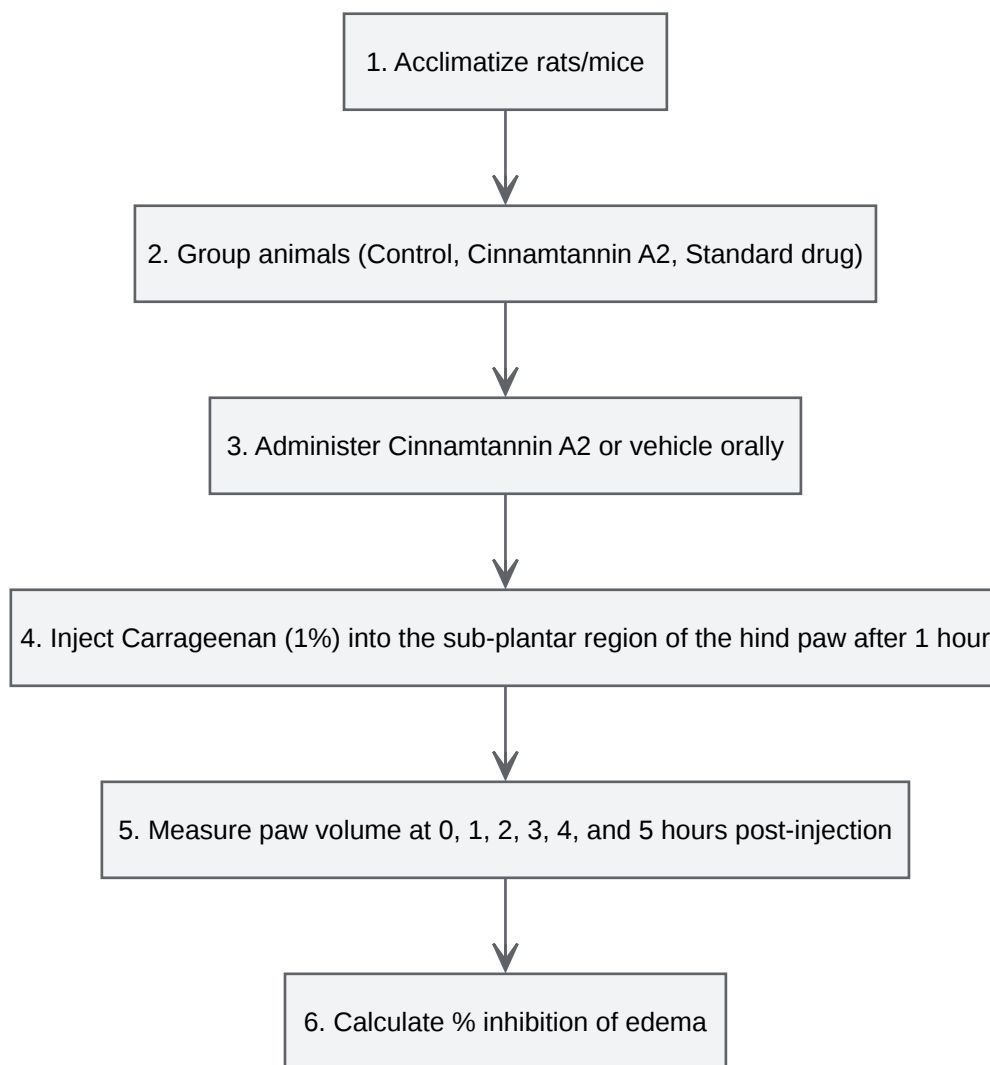 1. Acclimatize rats/mice
2. Group animals (Control, Cinnamtannin A2, Standard drug)
3. Administer Cinnamtannin A2 or vehicle orally
4. Inject Carrageenan (1%) into the sub-plantar region of the hind paw after 1 hour
5. Measure paw volume at 0, 1, 2, 3, 4, and 5 hours post-injection
6. Calculate % inhibition of edema